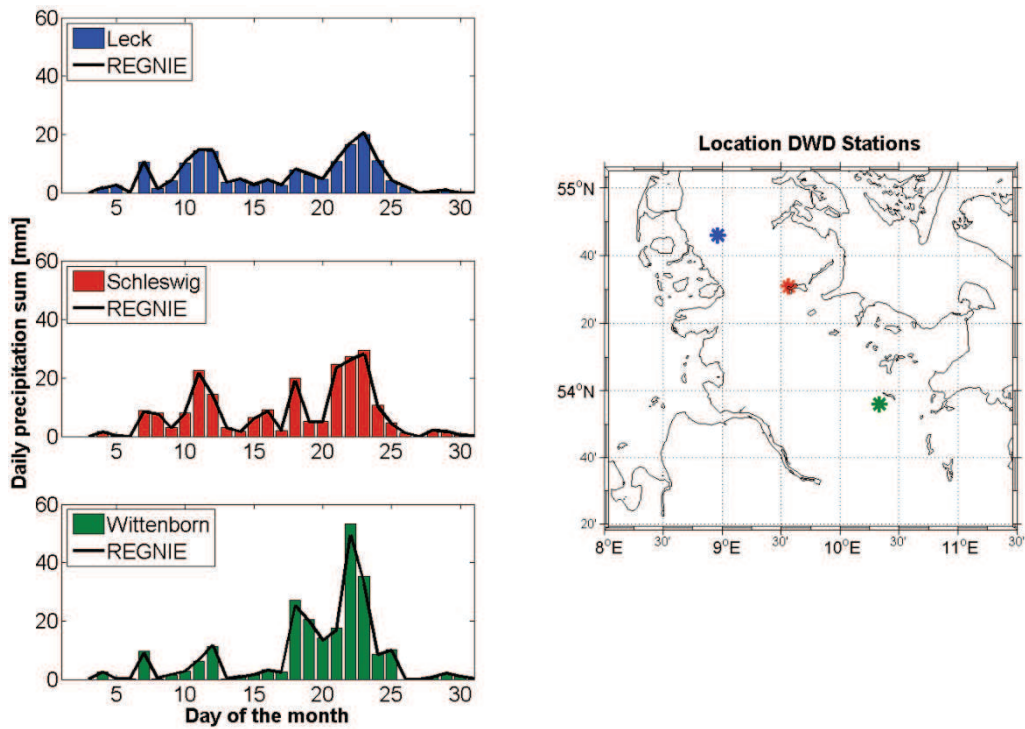 60
40
20
0
Leck
REGNIE
5 10 15 20 25 30
60
40
20
0
Schleswig
REGNIE
5 10 15 20 25 30
60
40
20
0
Wittenborn
REGNIE
5 10 15 20 25 30
Daily precipitation sum [mm]
Day of the month
Location DWD Stations
55°N
40'
20'
54°N
40'
20'
8°E 30' 9°E 30' 10°E 30' 11°E 30'